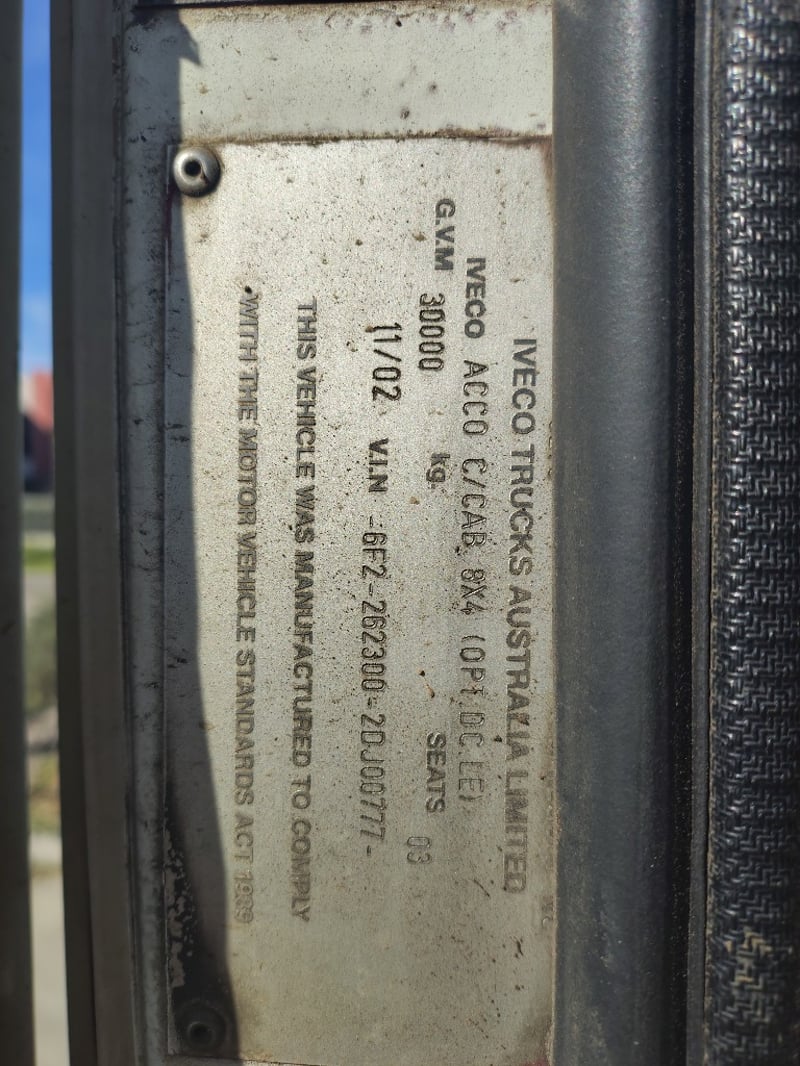 IVECO TRUCKS AUSTRALIA LIMITED
IVECO ACCO C/CAB 8X4 (OPT DC LE)
G.V.M 30000 kg. SEATS 03
11/02 V.I.N -6F2-262300-2DJ00777-
THIS VEHICLE WAS MANUFACTURED TO COMPLY
WITH THE MOTOR VEHICLE STANDARDS ACT 1989